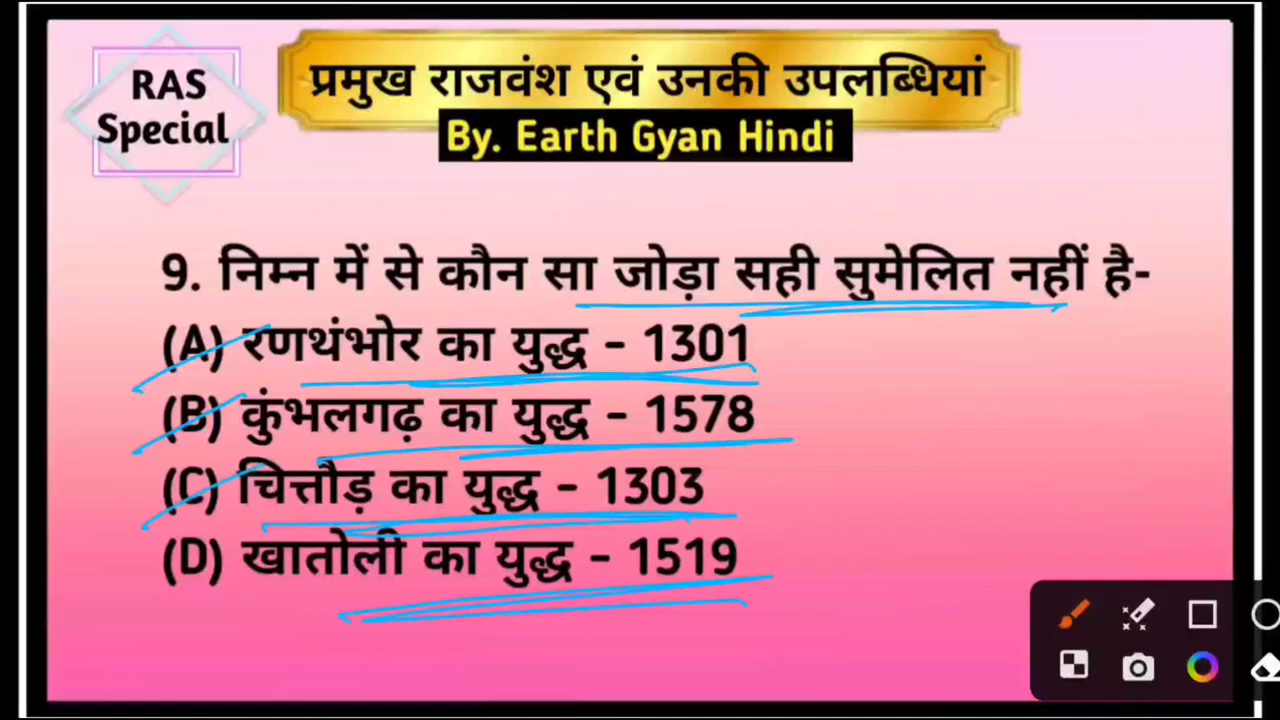 RAS
Special
प्रमुख राजवंश एवं उनकी उपलब्धियां
By. Earth Gyan Hindi
9. निम्न में से कौन सा जोड़ा सही सुमेलित नहीं है-
(A) रणथंभोर का युद्ध - 1301
(B) कुंभलगढ़ का युद्ध - 1578
(C) चित्तौड़ का युद्ध - 1303
(D) खातोली का युद्ध - 1519